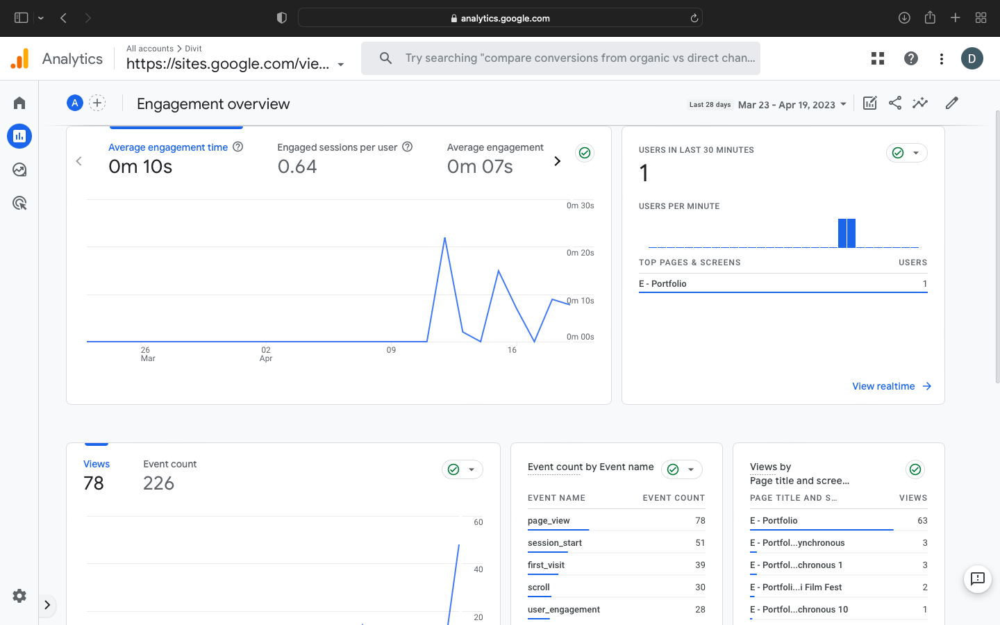 analytics.google.com
Analytics
All accounts > Divit
https://sites.google.com/vie...
Try searching "compare conversions from organic vs direct chan...
D
A
Engagement overview
Last 28 days Mar 23 - Apr 19, 2023
Average engagement time
0m 10s
Engaged sessions per user
0.64
Average engagement
0m 07s
0m 30s
0m 20s
0m 10s
0m 00s
26
Mar
02
Apr
09
16
USERS IN LAST 30 MINUTES
1
USERS PER MINUTE
TOP PAGES & SCREENS USERS
E - Portfolio 1
View realtime
Views
78
Event count
226
60
40
20
Event count by Event name
EVENT NAME EVENT COUNT
page_view 78
session_start 51
first_visit 39
scroll 30
user_engagement 28
Views by
Page title and scree...
PAGE TITLE AND S... VIEWS
E - Portfolio 63
E - Portfol...ynchronous 3
E - Portfol...chronous 1 3
E - Portfoli...i Film Fest 2
E - Portfol...chronous 10 1